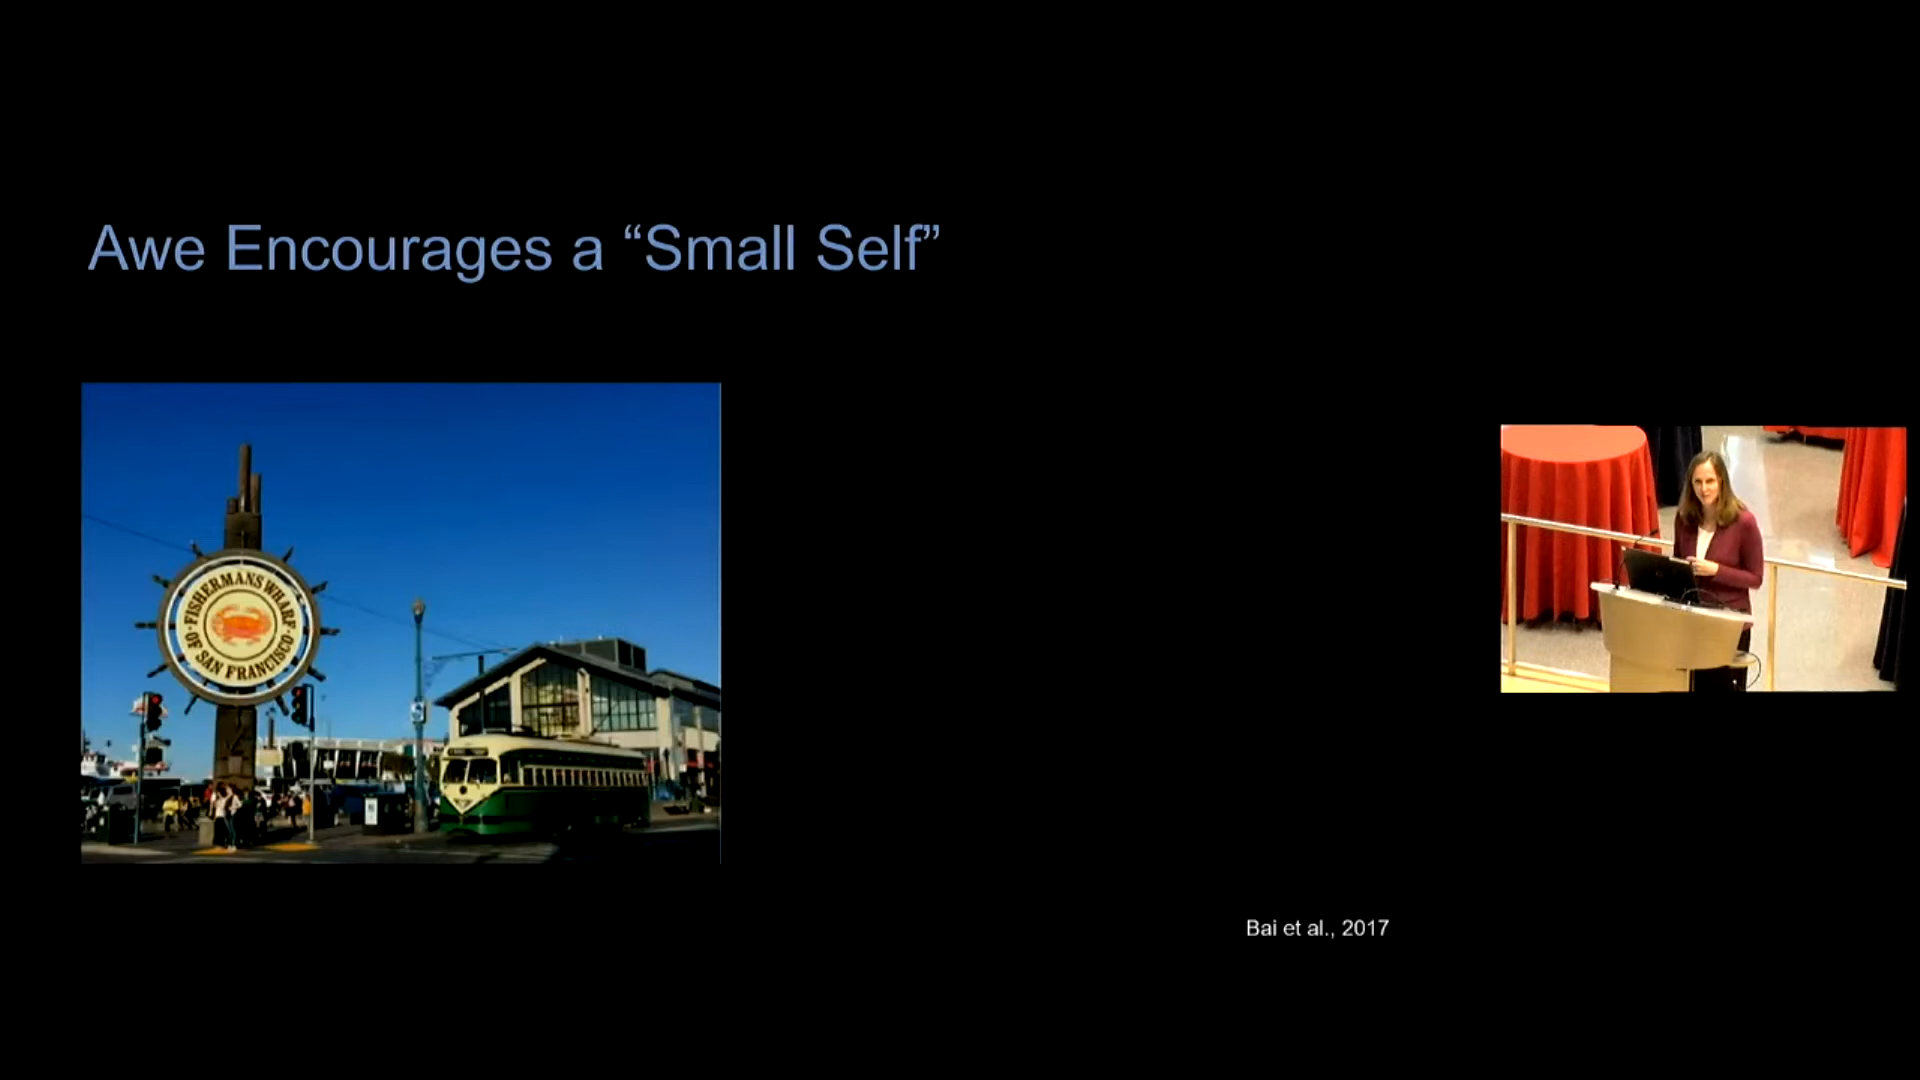 Awe Encourages a “Small Self”
FISHERMANS WHARF
OF SAN FRANCISCO
Bai et al., 2017